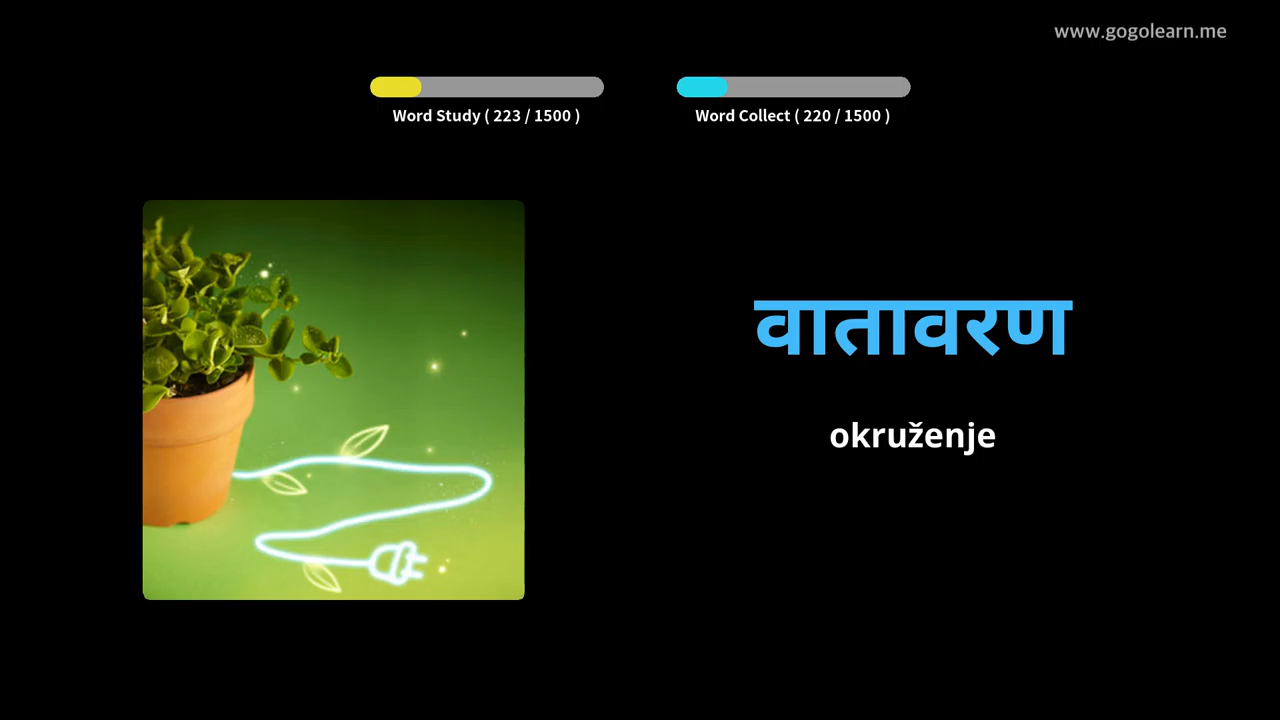 www.gogolearn.me
Word Study ( 223 / 1500 )
Word Collect ( 220 / 1500 )
वातावरण
okruženje